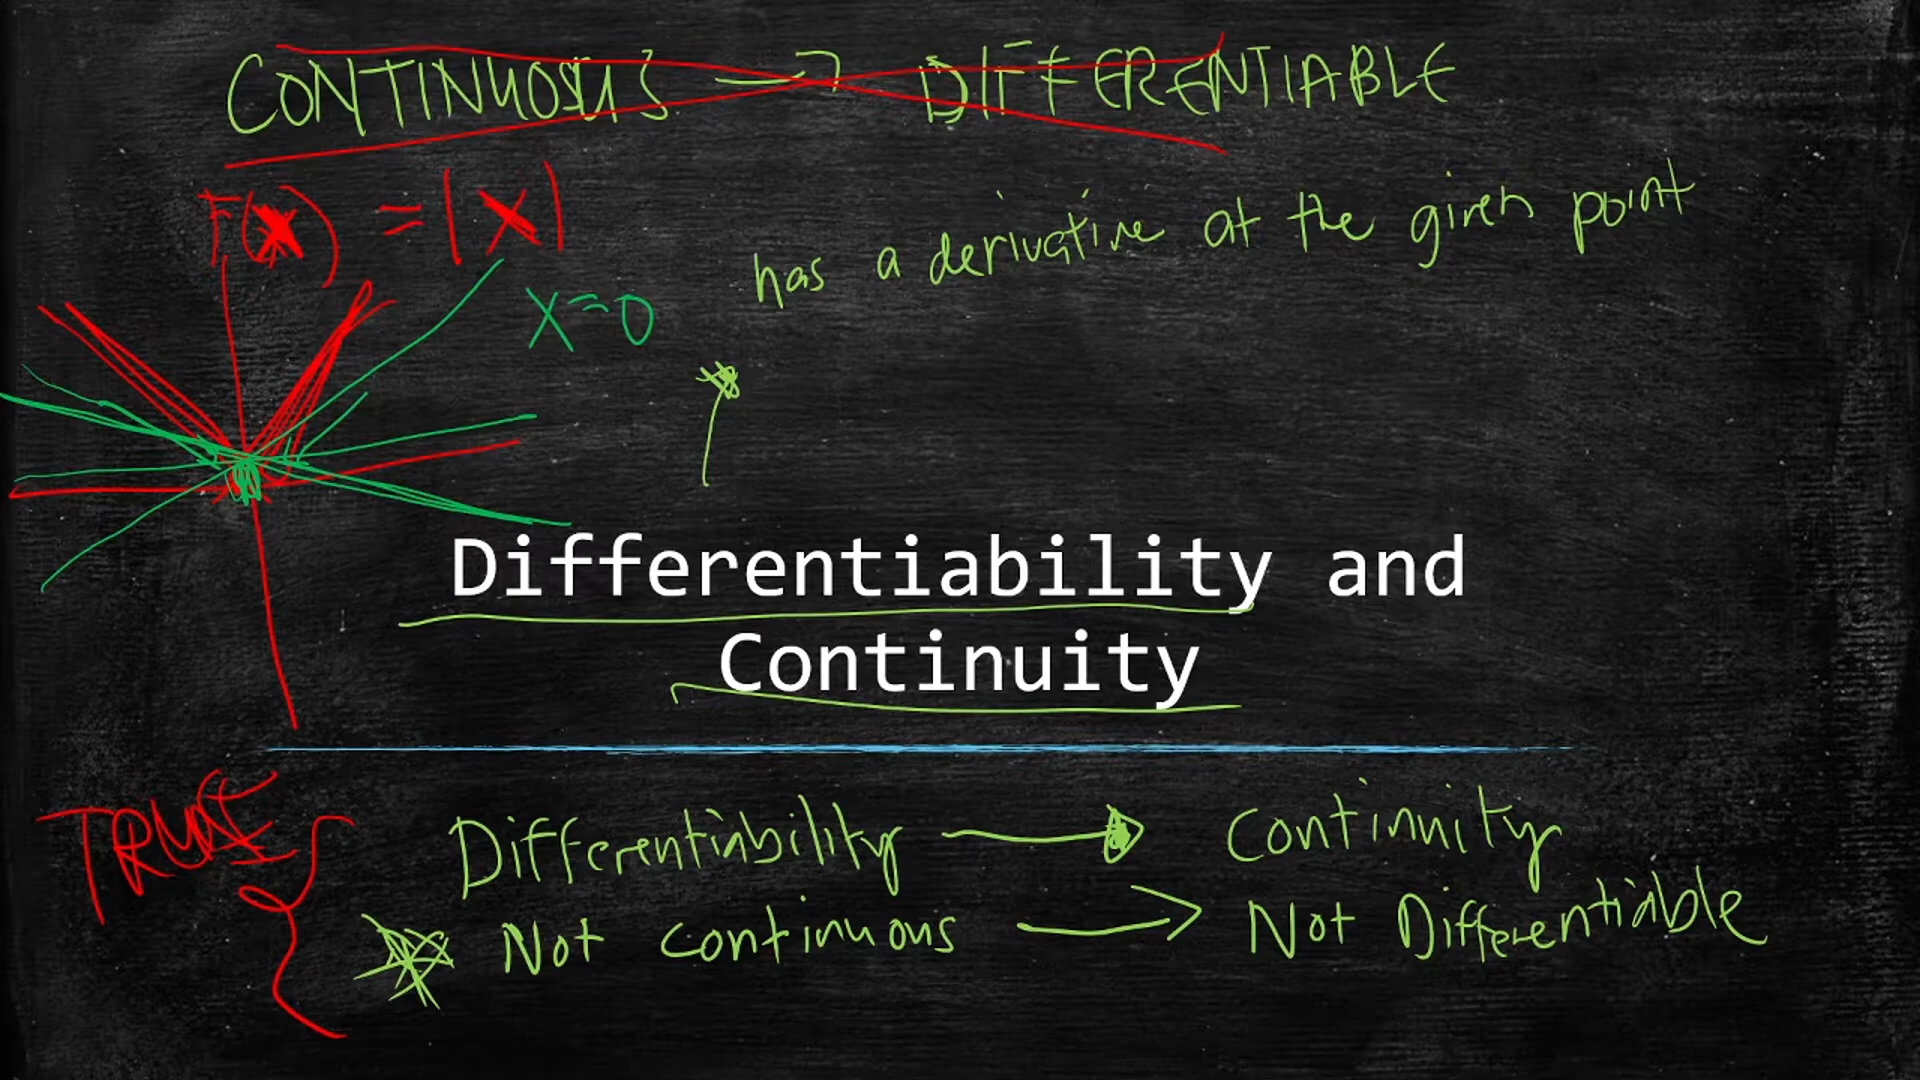 CONTINUOUS → DIFFERENTIABLE
F(x) = |x|
has a derivative at the given point
x=0
Differentiability and
Continuity
TRUE
Differentiability → Continuity
Not continuous → Not Differentiable